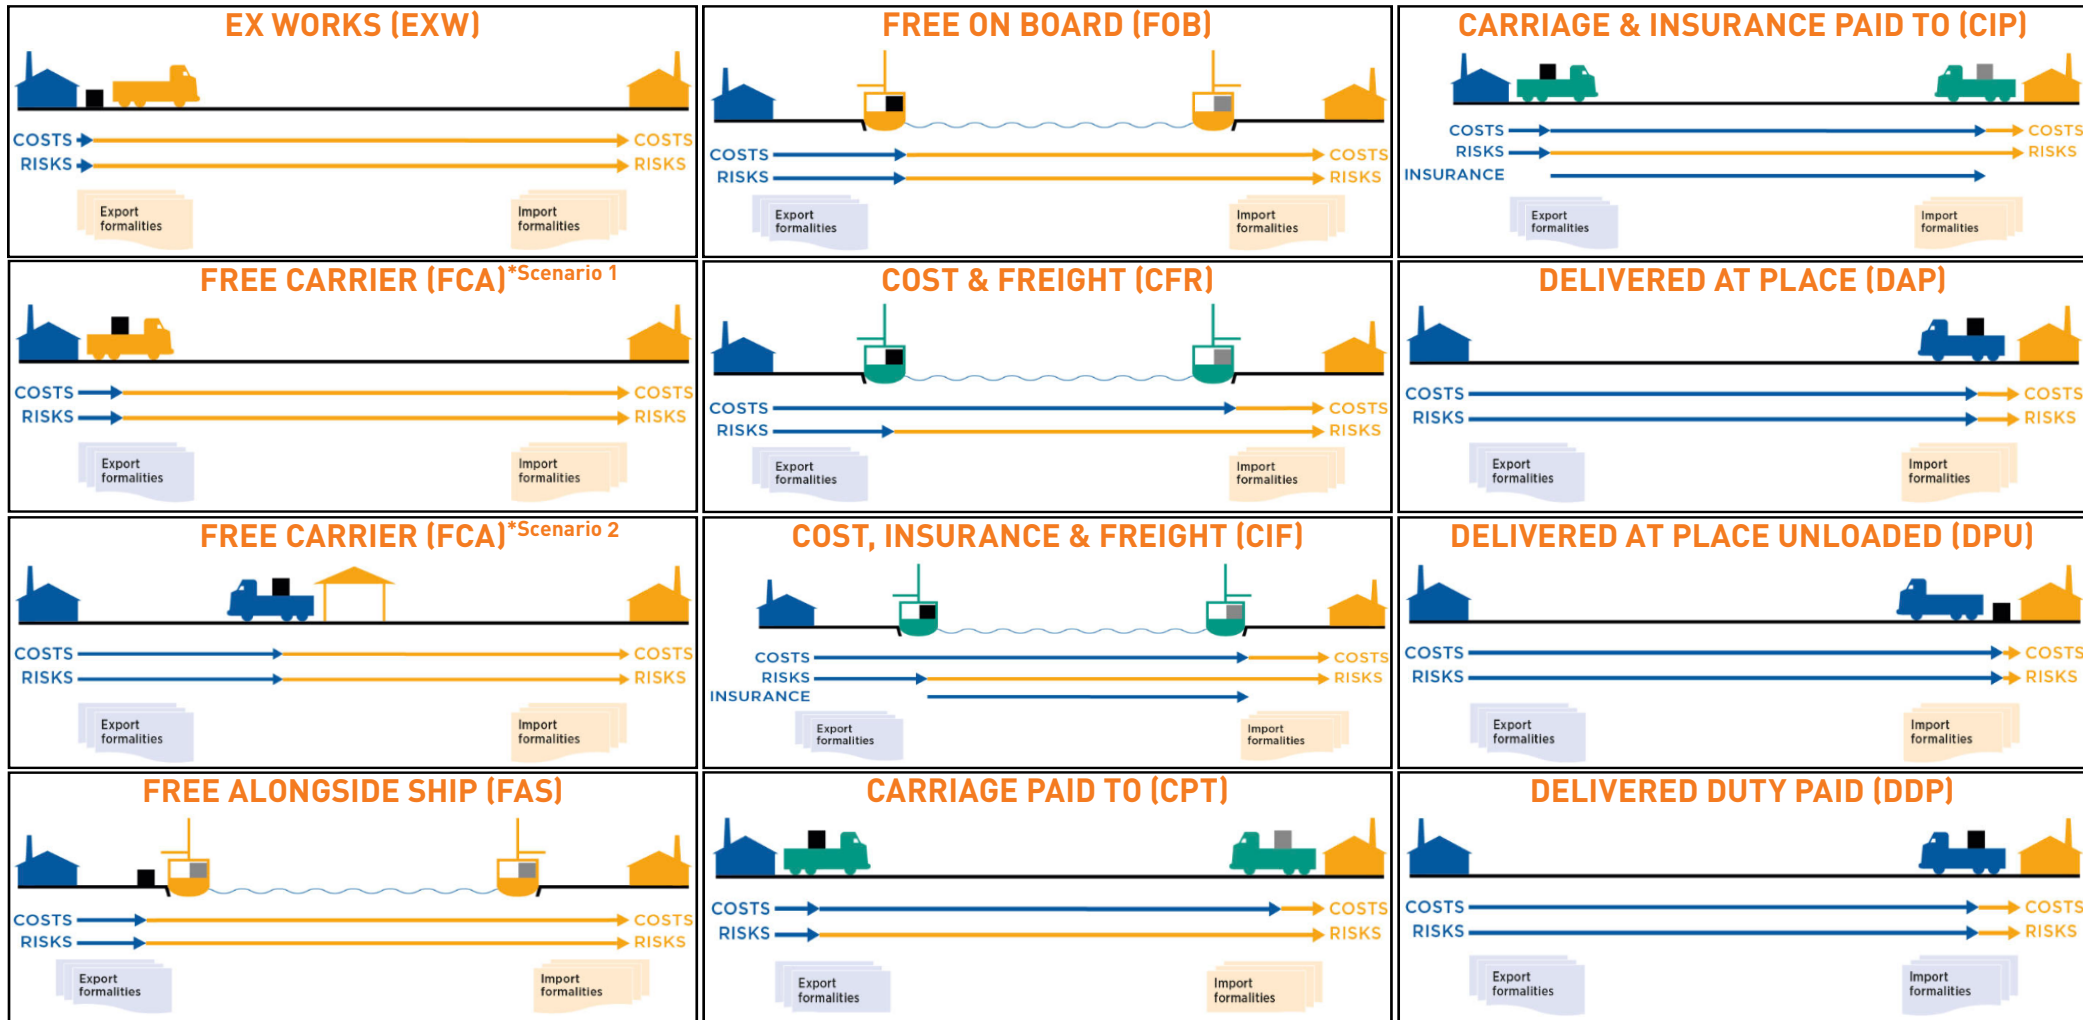 EX WORKS (EXW)
COSTS COSTS
RISKS RISKS
Export
formalities
Import
formalities
FREE ON BOARD (FOB)
COSTS COSTS
RISKS RISKS
Export
formalities
Import
formalities
CARRIAGE & INSURANCE PAID TO (CIP)
COSTS COSTS
RISKS RISKS
INSURANCE
Export
formalities
Import
formalities
FREE CARRIER (FCA)*Scenario 1
COSTS COSTS
RISKS RISKS
Export
formalities
Import
formalities
COST & FREIGHT (CFR)
COSTS COSTS
RISKS RISKS
Export
formalities
Import
formalities
DELIVERED AT PLACE (DAP)
COSTS COSTS
RISKS RISKS
Export
formalities
Import
formalities
FREE CARRIER (FCA)*Scenario 2
COSTS COSTS
RISKS RISKS
Export
formalities
Import
formalities
COST, INSURANCE & FREIGHT (CIF)
COSTS COSTS
RISKS RISKS
INSURANCE
Export
formalities
Import
formalities
DELIVERED AT PLACE UNLOADED (DPU)
COSTS COSTS
RISKS RISKS
Export
formalities
Import
formalities
FREE ALONGSIDE SHIP (FAS)
COSTS COSTS
RISKS RISKS
Export
formalities
Import
formalities
CARRIAGE PAID TO (CPT)
COSTS COSTS
RISKS RISKS
Export
formalities
Import
formalities
DELIVERED DUTY PAID (DDP)
COSTS COSTS
RISKS RISKS
Export
formalities
Import
formalities